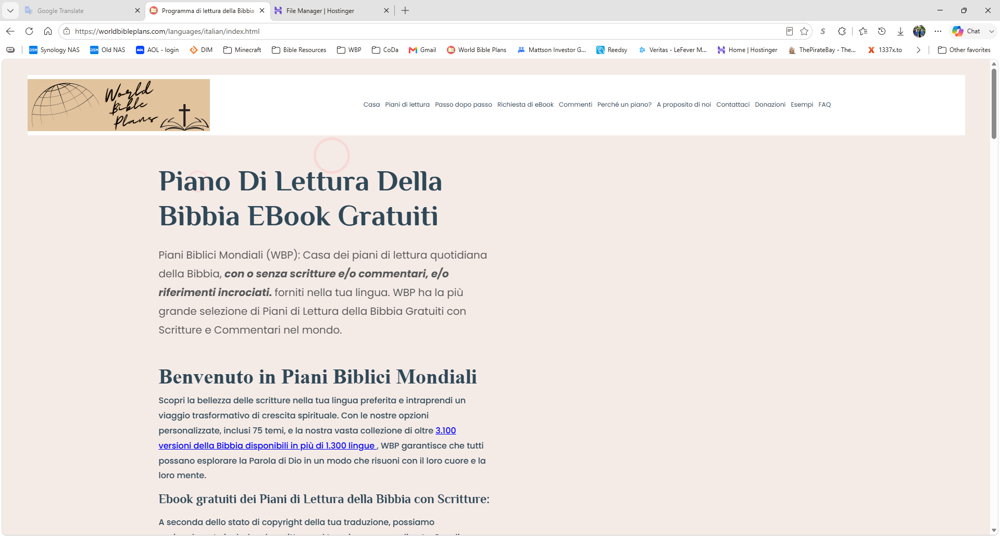 Google Translate
Programma di lettura della Bibbia
File Manager | Hostinger
https://worldbibleplans.com/languages/italian/index.html
Chat
Synology NAS
Old NAS
AOL - login
DIM
Minecraft
Bible Resources
WBP
CoDa
Gmail
World Bible Plans
Mattson Investor G...
Reedsy
Veritas - LeFever M...
Home | Hostinger
ThePirateBay - The...
1337x.to
Other favorites
World
Bible
Plans
Casa Piani di lettura Passo dopo passo Richiesta di eBook Commenti Perché un piano? A proposito di noi Contattaci Donazioni Esempi FAQ
Piano Di Lettura Della
Bibbia EBook Gratuiti
Piani Biblici Mondiali (WBP): Casa dei piani di lettura quotidiana
della Bibbia, con o senza scritture e/o commentari, e/o
riferimenti incrociati. forniti nella tua lingua. WBP ha la più
grande selezione di Piani di Lettura della Bibbia Gratuiti con
Scritture e Commentari nel mondo.
Benvenuto in Piani Biblici Mondiali
Scopri la bellezza delle scritture nella tua lingua preferita e intraprendi un
viaggio trasformativo di crescita spirituale. Con le nostre opzioni
personalizzate, inclusi 75 temi, e la nostra vasta collezione di oltre 3.100
versioni della Bibbia disponibili in più di 1.300 lingue , WBP garantisce che tutti
possano esplorare la Parola di Dio in un modo che risuoni con il loro cuore e la
loro mente.
Ebook gratuiti dei Piani di Lettura della Bibbia con Scritture:
A seconda dello stato di copyright della tua traduzione, possiamo